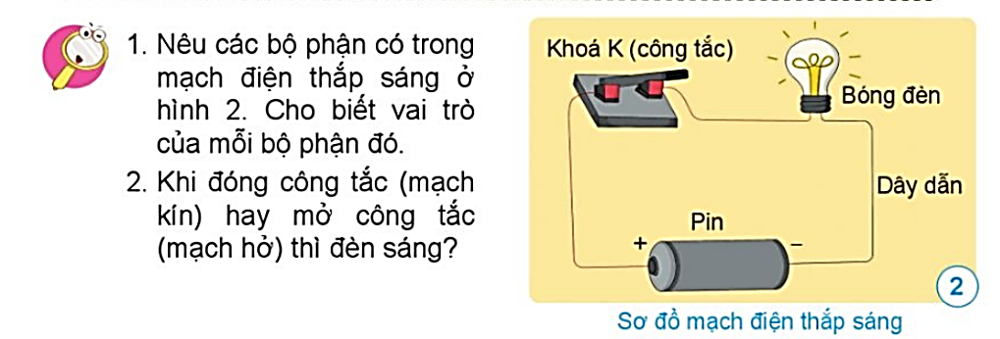 1. Nêu các bộ phận có trong
mạch điện thắp sáng ở
hình 2. Cho biết vai trò
của mỗi bộ phận đó.
2. Khi đóng công tắc (mạch
kín) hay mở công tắc
(mạch hở) thì đèn sáng?
Khoá K (công tắc)
Bóng đèn
Dây dẫn
Pin
+
−
2
Sơ đồ mạch điện thắp sáng